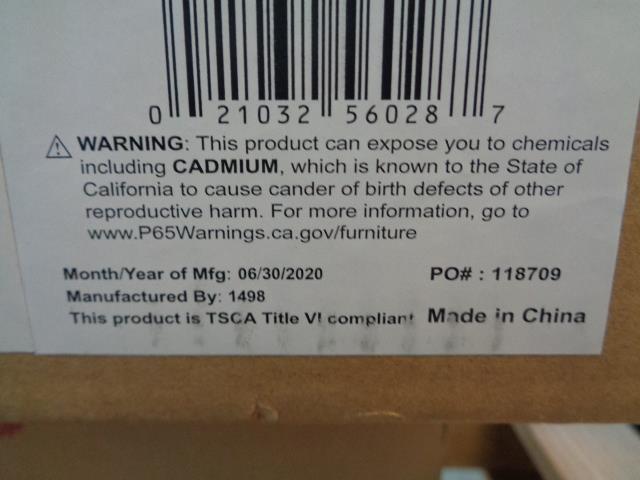 0 21032 56028 7
WARNING: This product can expose you to chemicals
including CADMIUM, which is known to the State of
California to cause cander of birth defects of other
reproductive harm. For more information, go to
www.P65Warnings.ca.gov/furniture
Month/Year of Mfg: 06/30/2020 PO# : 118709
Manufactured By: 1498
This product is TSCA Title VI compliant Made in China